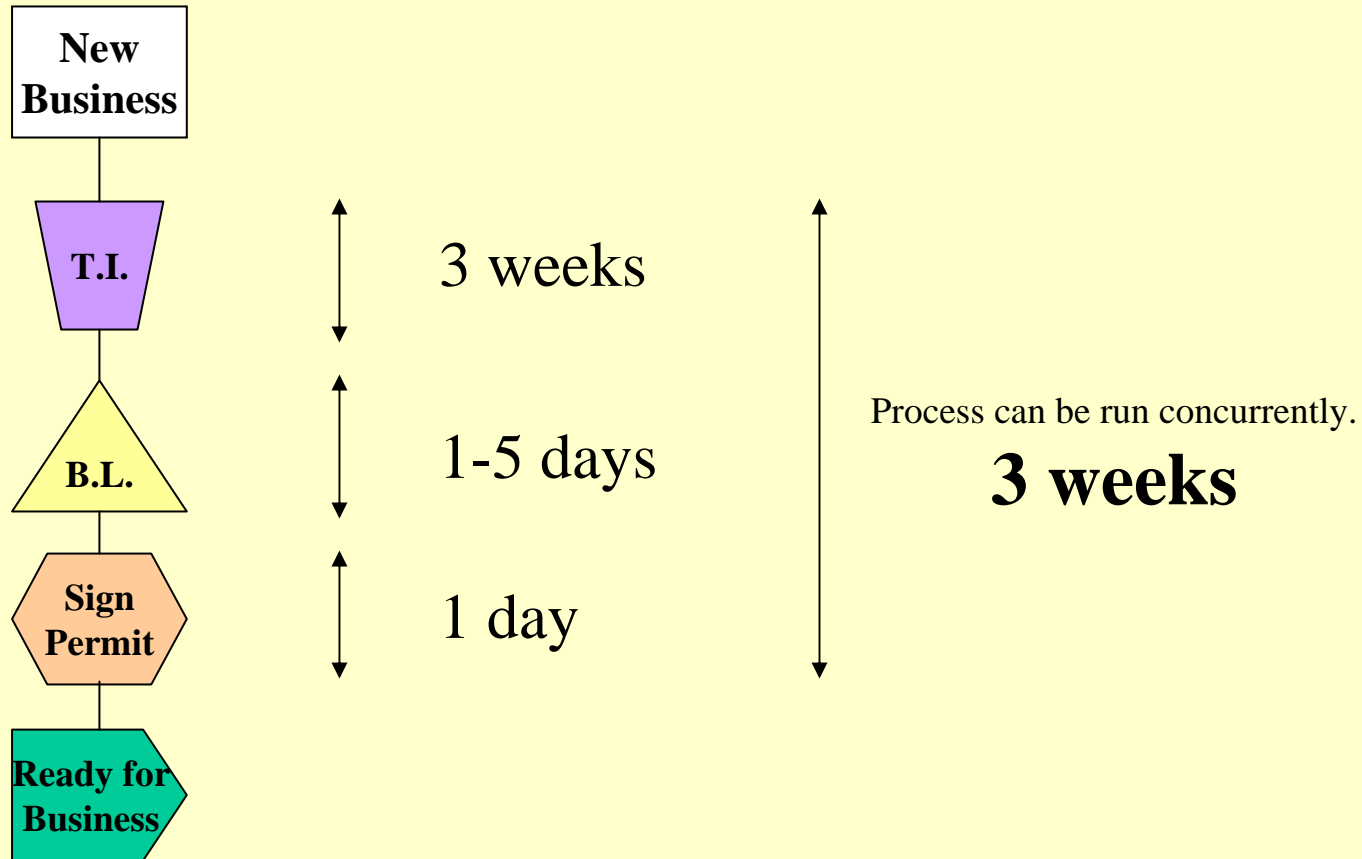 New
Business
T.I.
3 weeks
B.L.
1-5 days
Process can be run concurrently.
3 weeks
Sign
Permit
1 day
Ready for
Business